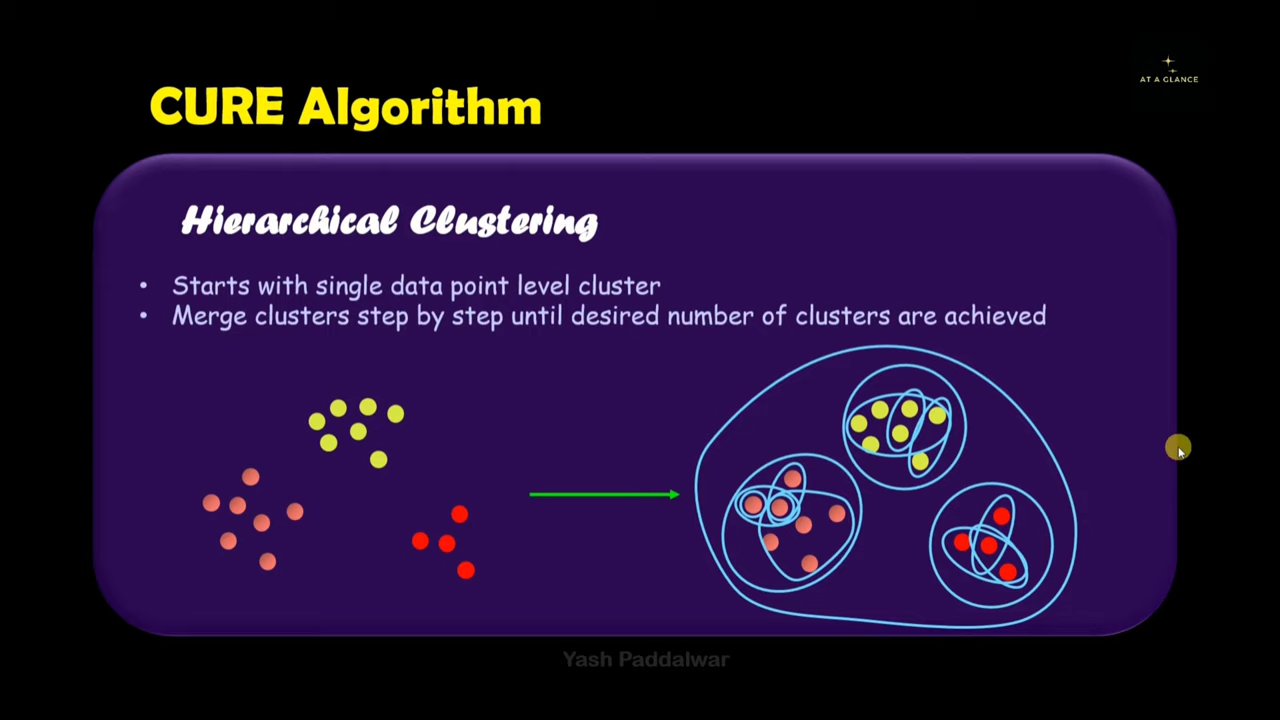 AT A GLANCE
CURE Algorithm
Hierarchical Clustering
• Starts with single data point level cluster
• Merge clusters step by step until desired number of clusters are achieved
Yash Paddalwar